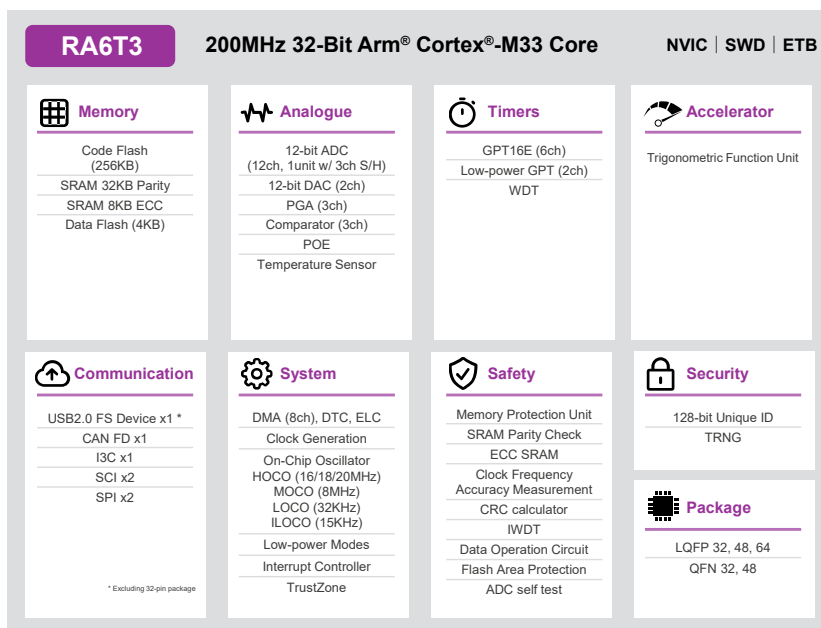 RA6T3
200MHz 32-Bit Arm® Cortex®-M33 Core
NVIC | SWD | ETB
Memory
Code Flash
(256KB)
SRAM 32KB Parity
SRAM 8KB ECC
Data Flash (4KB)
Analogue
12-bit ADC
(12ch, 1unit w/ 3ch S/H)
12-bit DAC (2ch)
PGA (3ch)
Comparator (3ch)
POE
Temperature Sensor
Timers
GPT16E (6ch)
Low-power GPT (2ch)
WDT
Accelerator
Trigonometric Function Unit
Communication
USB2.0 FS Device x1 *
CAN FD x1
I3C x1
SCI x2
SPI x2
* Excluding 32-pin package
System
DMA (8ch), DTC, ELC
Clock Generation
On-Chip Oscillator
HOCO (16/18/20MHz)
MOCO (8MHz)
LOCO (32KHz)
ILOCO (15KHz)
Low-power Modes
Interrupt Controller
TrustZone
Safety
Memory Protection Unit
SRAM Parity Check
ECC SRAM
Clock Frequency
Accuracy Measurement
CRC calculator
IWDT
Data Operation Circuit
Flash Area Protection
ADC self test
Security
128-bit Unique ID
TRNG
Package
LQFP 32, 48, 64
QFN 32, 48